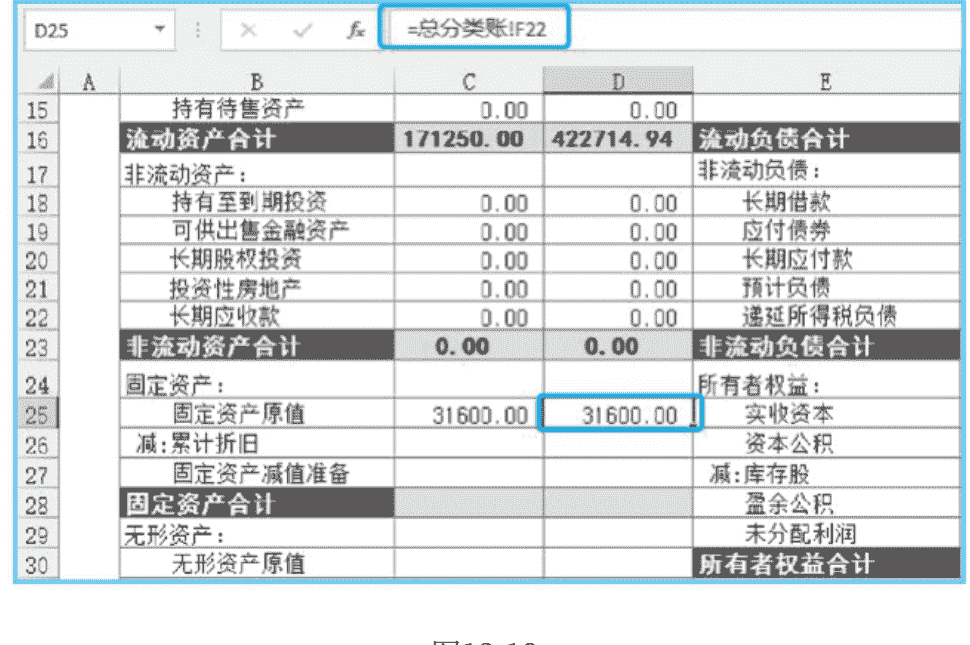 D25 fx =总分类账!F22
A B C D E
15 持有待售资产 0.00 0.00
16 流动资产合计 171250.00 422714.94 流动负债合计
17 非流动资产: 非流动负债:
18 持有至到期投资 0.00 0.00 长期借款
19 可供出售金融资产 0.00 0.00 应付债券
20 长期股权投资 0.00 0.00 长期应付款
21 投资性房地产 0.00 0.00 预计负债
22 长期应收款 0.00 0.00 递延所得税负债
23 非流动资产合计 0.00 0.00 非流动负债合计
24 固定资产: 所有者权益:
25 固定资产原值 31600.00 31600.00 实收资本
26 减:累计折旧 资本公积
27 固定资产减值准备 减:库存股
28 固定资产合计 盈余公积
29 无形资产: 未分配利润
30 无形资产原值 所有者权益合计